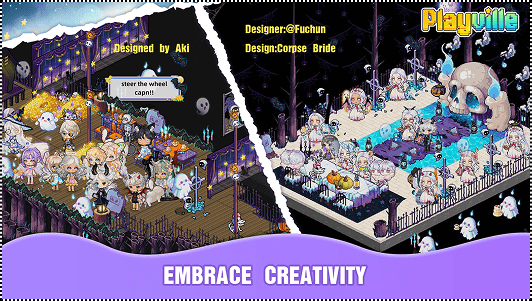 Designed by Aki
steer the wheel
capn!!
Designer:@Fuchun
Design:Corpse Bride
Playville
EMBRACE CREATIVITY